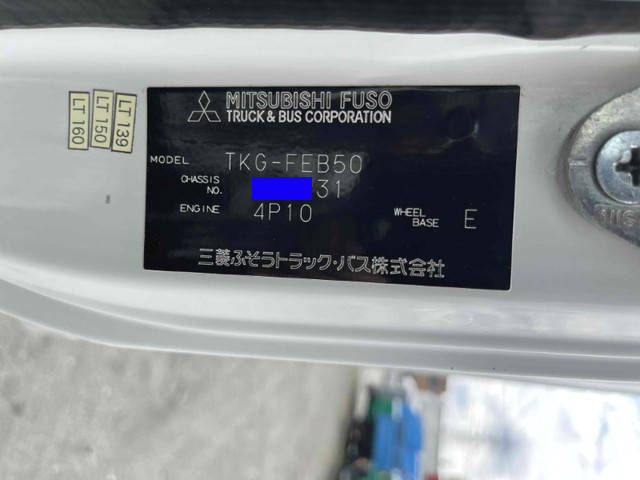 MITSUBISHI FUSO
TRUCK & BUS CORPORATION
MODEL TKG-FEB50
CHASSIS NO. 31
ENGINE 4P10
WHEEL BASE E
三菱ふそうトラック・バス株式会社
LT 160
LT 150
LT 139